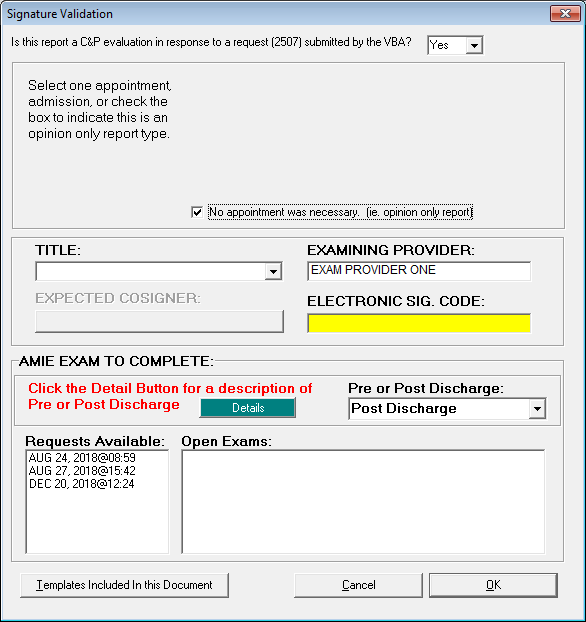 Signature Validation
Is this report a C&P evaluation in response to a request (2507) submitted by the VBA?
Yes
Select one appointment,
admission, or check the
box to indicate this is an
opinion only report type.
No appointment was necessary.  (ie. opinion only report)
TITLE:
EXAMINING PROVIDER:
EXAM PROVIDER ONE
EXPECTED COSIGNER:
ELECTRONIC SIG. CODE:
AMIE EXAM TO COMPLETE:
Click the Detail Button for a description of
Pre or Post Discharge
Details
Pre or Post Discharge:
Post Discharge
Requests Available:
AUG 24, 2018@08:59
AUG 27, 2018@15:42
DEC 20, 2018@12:24
Open Exams:
Templates Included In this Document
Cancel
OK